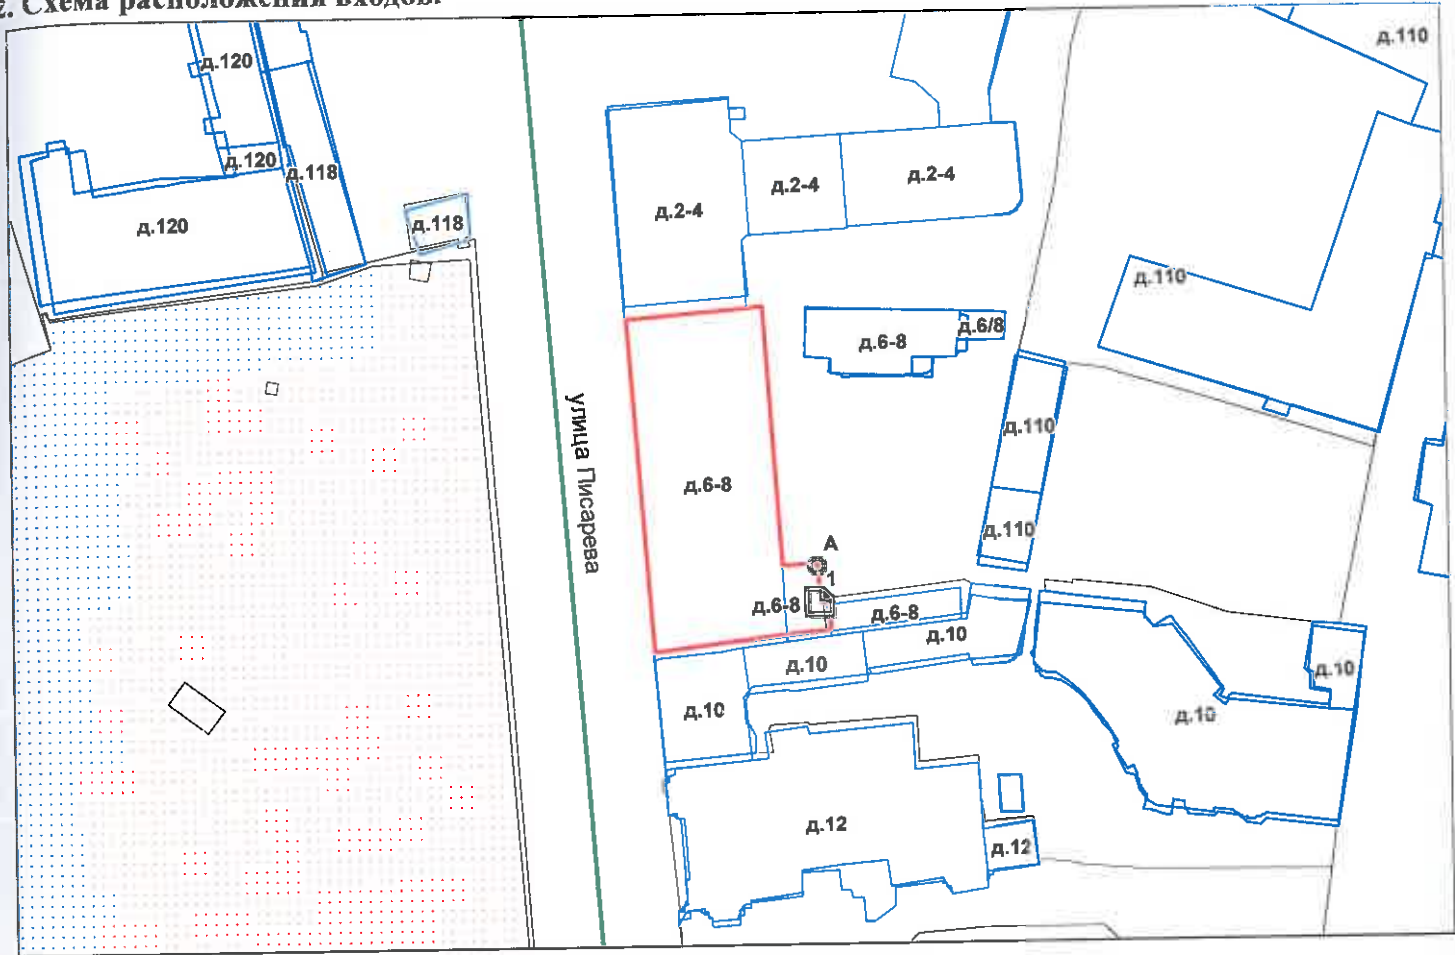 2. Схема расположения входов.
д.110
д.120
д.120
д.118
д.2-4
д.2-4
д.2-4
д.120
д.118
д.110
д.6/8
д.6-8
улица Писарева
д.110
д.6-8
д.110
А
1
д.6-8
д.6-8
д.10
д.10
д.10
д.10
д.10
д.12
д.12